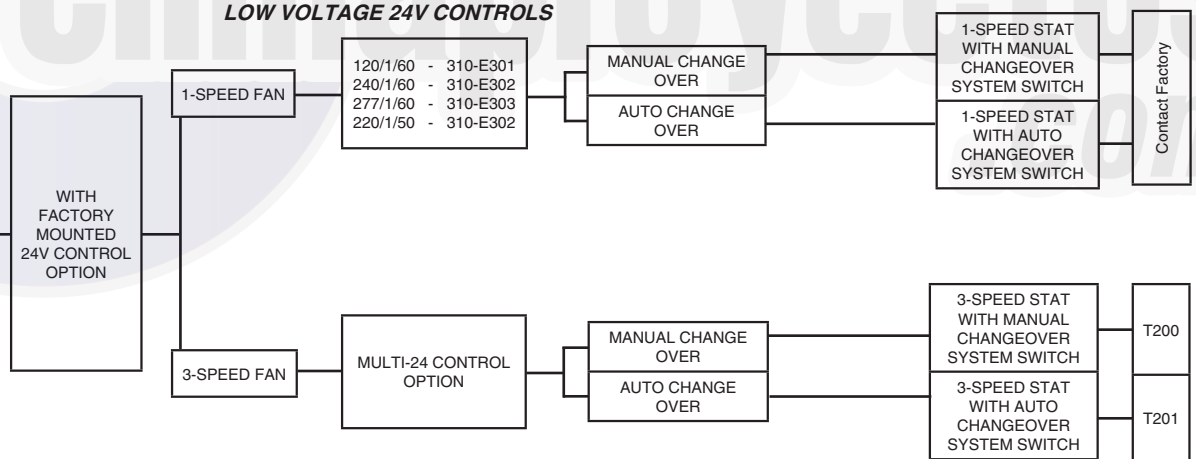 LOW VOLTAGE 24V CONTROLS
WITH
FACTORY
MOUNTED
24V CONTROL
OPTION
1-SPEED FAN
120/1/60 - 310-E301
240/1/60 - 310-E302
277/1/60 - 310-E303
220/1/50 - 310-E302
MANUAL CHANGE
OVER
AUTO CHANGE
OVER
1-SPEED STAT
WITH MANUAL
CHANGEOVER
SYSTEM SWITCH
1-SPEED STAT
WITH AUTO
CHANGEOVER
SYSTEM SWITCH
Contact Factory
3-SPEED FAN
MULTI-24 CONTROL
OPTION
MANUAL CHANGE
OVER
AUTO CHANGE
OVER
3-SPEED STAT
WITH MANUAL
CHANGEOVER
SYSTEM SWITCH
T200
3-SPEED STAT
WITH AUTO
CHANGEOVER
SYSTEM SWITCH
T201